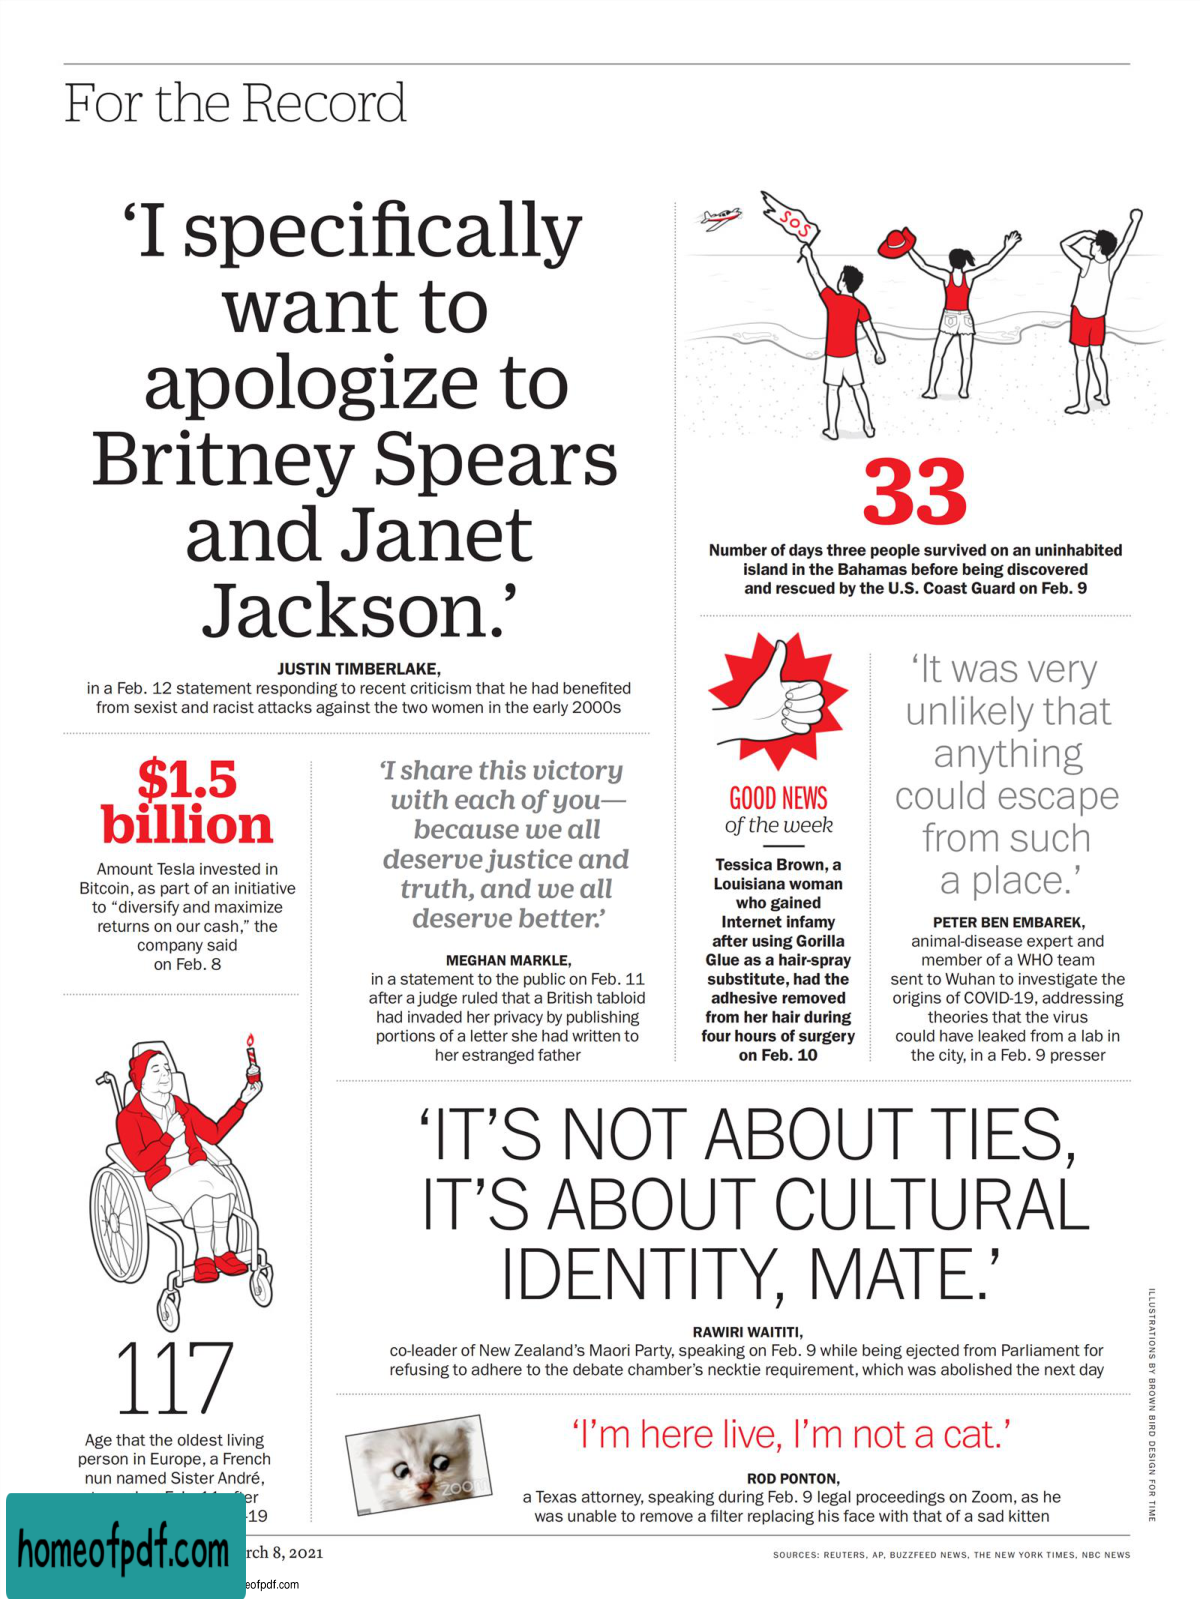 For the Record
‘I specifically
want to
apologize to
Britney Spears
and Janet
Jackson.’
JUSTIN TIMBERLAKE,
in a Feb. 12 statement responding to recent criticism that he had benefited
from sexist and racist attacks against the two women in the early 2000s
SOS
33
Number of days three people survived on an uninhabited
island in the Bahamas before being discovered
and rescued by the U.S. Coast Guard on Feb. 9
$1.5
billion
Amount Tesla invested in
Bitcoin, as part of an initiative
to “diversify and maximize
returns on our cash,” the
company said
on Feb. 8
‘I share this victory
with each of you—
because we all
deserve justice and
truth, and we all
deserve better.’
MEGHAN MARKLE,
in a statement to the public on Feb. 11
after a judge ruled that a British tabloid
had invaded her privacy by publishing
portions of a letter she had written to
her estranged father
GOOD NEWS
of the week
Tessica Brown, a
Louisiana woman
who gained
Internet infamy
after using Gorilla
Glue as a hair-spray
substitute, had the
adhesive removed
from her hair during
four hours of surgery
on Feb. 10
‘It was very
unlikely that
anything
could escape
from such
a place.’
PETER BEN EMBAREK,
animal-disease expert and
member of a WHO team
sent to Wuhan to investigate the
origins of COVID-19, addressing
theories that the virus
could have leaked from a lab in
the city, in a Feb. 9 presser
117
Age that the oldest living
person in Europe, a French
nun named Sister André,
er
-19
‘IT’S NOT ABOUT TIES,
IT’S ABOUT CULTURAL
IDENTITY, MATE.’
RAWIRI WAITITI,
co-leader of New Zealand’s Maori Party, speaking on Feb. 9 while being ejected from Parliament for
refusing to adhere to the debate chamber’s necktie requirement, which was abolished the next day
ZOOM
‘I’m here live, I’m not a cat.’
ROD PONTON,
a Texas attorney, speaking during Feb. 9 legal proceedings on Zoom, as he
was unable to remove a filter replacing his face with that of a sad kitten
ILLUSTRATIONS BY BROWN BIRD DESIGN FOR TIME
homeofpdf.com
rch 8, 2021
SOURCES: REUTERS, AP, BUZZFEED NEWS, THE NEW YORK TIMES, NBC NEWS
eofpdf.com